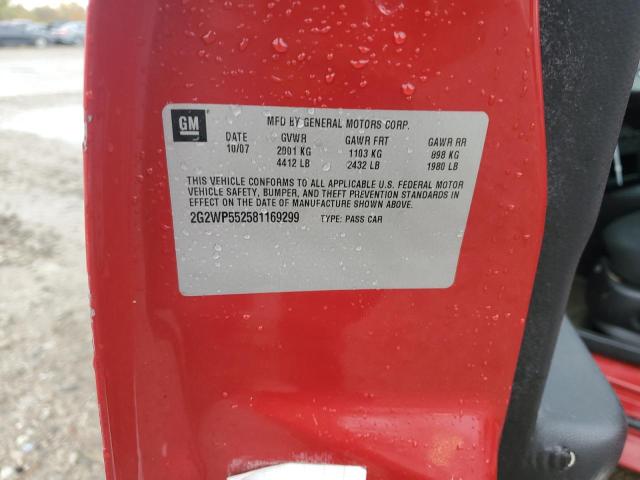 GM
MFD BY GENERAL MOTORS CORP.
DATE GVWR GAWR FRT GAWR RR
10/07 2001 KG 1103 KG 898 KG
4412 LB 2432 LB 1980 LB
THIS VEHICLE CONFORMS TO ALL APPLICABLE U.S. FEDERAL MOTOR
VEHICLE SAFETY, BUMPER, AND THEFT PREVENTION STANDARDS IN
EFFECT ON THE DATE OF MANUFACTURE SHOWN ABOVE.
2G2WP552581169299 TYPE: PASS CAR